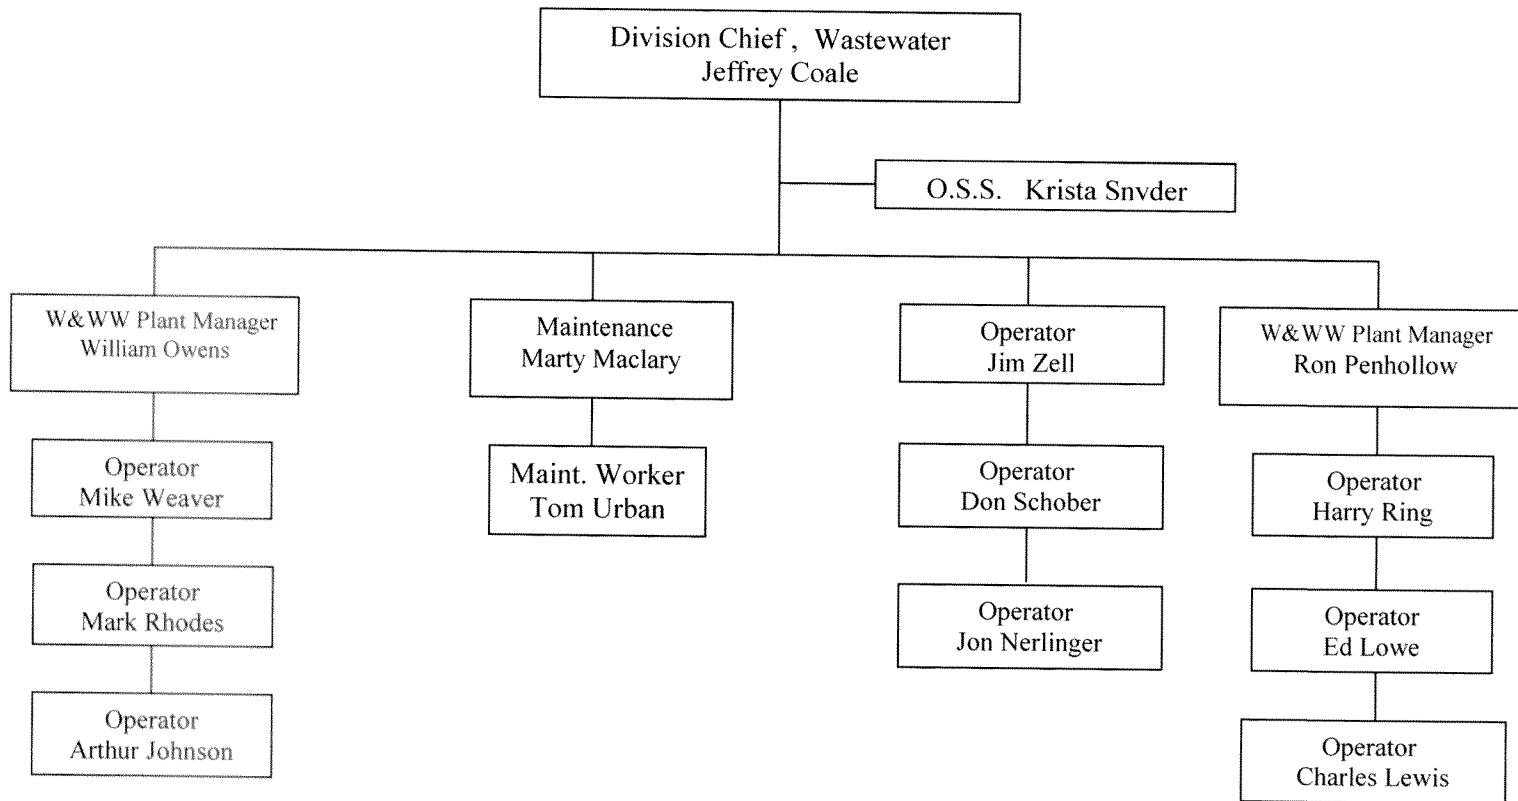 Division Chief , Wastewater
Jeffrey Coale
O.S.S. Krista Snvder
W&WW Plant Manager
William Owens
Operator
Mike Weaver
Operator
Mark Rhodes
Operator
Arthur Johnson
Maintenance
Marty Maclary
Maint. Worker
Tom Urban
Operator
Jim Zell
Operator
Don Schober
Operator
Jon Nerlinger
W&WW Plant Manager
Ron Penhollow
Operator
Harry Ring
Operator
Ed Lowe
Operator
Charles Lewis